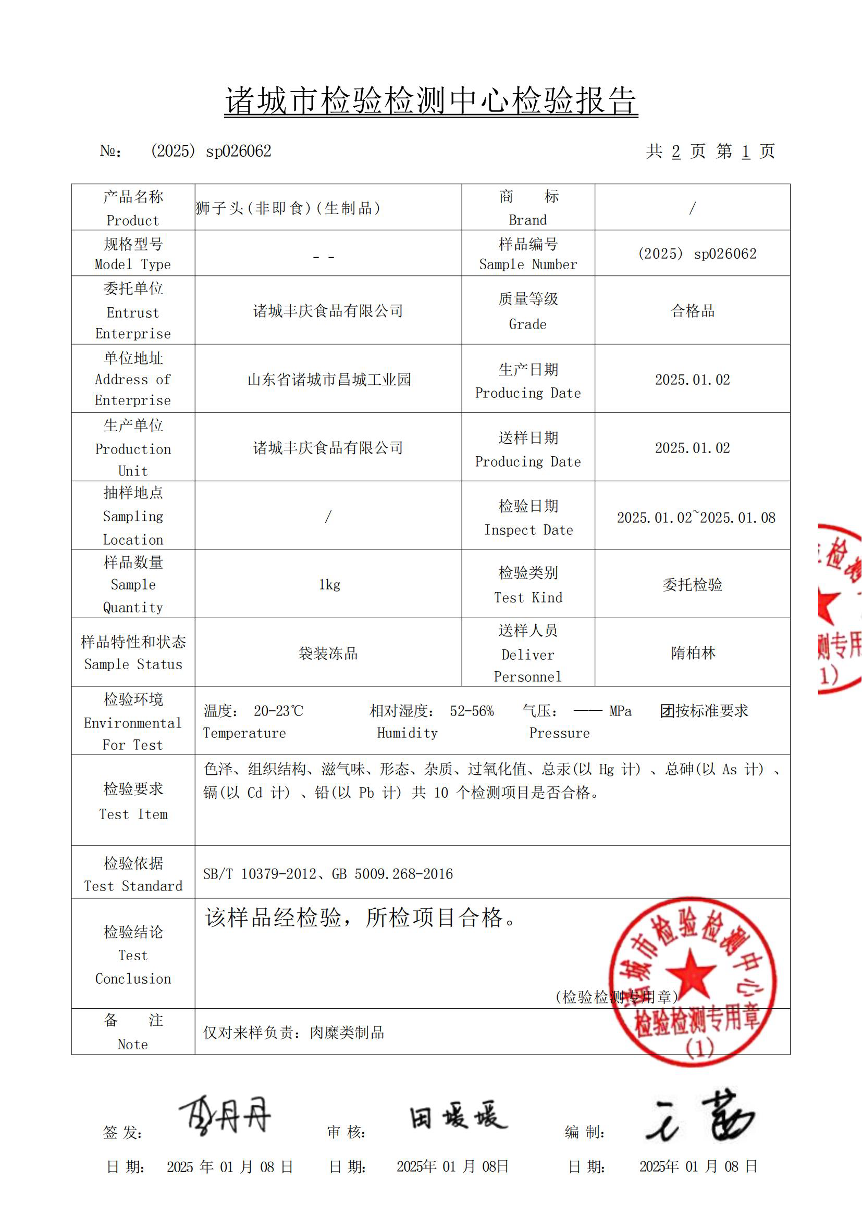 诸城市检验检测中心检验报告
№： (2025) sp026062 共 2 页 第 1 页
产品名称 Product
狮子头(非即食)(生制品)
商 标 Brand
/
规格型号 Model Type
- -
样品编号 Sample Number
(2025) sp026062
委托单位 Entrust Enterprise
诸城丰庆食品有限公司
质量等级 Grade
合格品
单位地址 Address of Enterprise
山东省诸城市昌城工业园
生产日期 Producing Date
2025.01.02
生产单位 Production Unit
诸城丰庆食品有限公司
送样日期 Producing Date
2025.01.02
抽样地点 Sampling Location
/
检验日期 Inspect Date
2025.01.02~2025.01.08
样品数量 Sample Quantity
1kg
检验类别 Test Kind
委托检验
样品特性和状态 Sample Status
袋装冻品
送样人员 Deliver Personnel
隋柏林
检验环境 Environmental For Test
温度： 20-23℃ 相对湿度： 52-56% 气压： —— MPa 团按标准要求
Temperature Humidity Pressure
检验要求 Test Item
色泽、组织结构、滋气味、形态、杂质、过氧化值、总汞(以 Hg 计) 、总砷(以 As 计) 、
镉(以 Cd 计) 、铅(以 Pb 计) 共 10 个检测项目是否合格。
检验依据 Test Standard
SB/T 10379-2012、GB 5009.268-2016
检验结论 Test Conclusion
该样品经检验，所检项目合格。
(检验检测专用章)
诸城市检验检测中心
检验检测专用章
(1)
备 注 Note
仅对来样负责：肉糜类制品
签 发： 审 核： 田媛媛 编 制：
日 期： 2025 年 01 月 08 日 日 期： 2025年 01 月 08日 日 期： 2025年 01 月 08 日